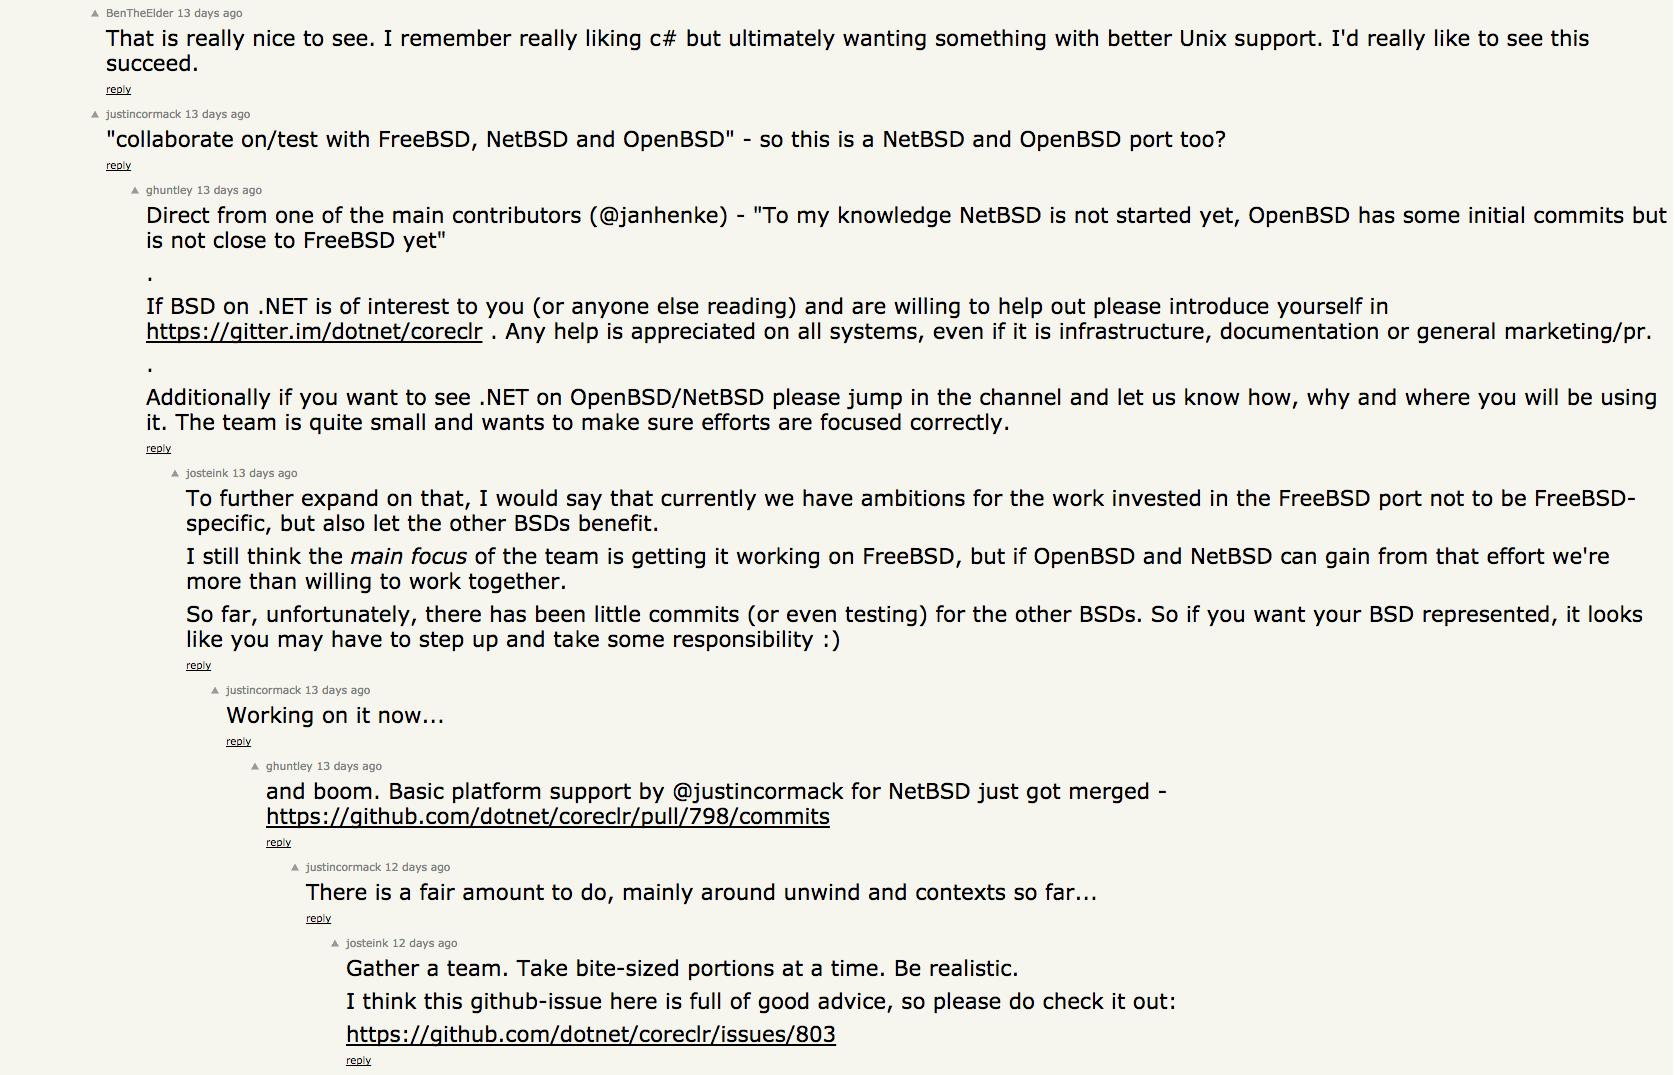 ▲ BenTheElder 13 days ago
That is really nice to see. I remember really liking c# but ultimately wanting something with better Unix support. I'd really like to see this
succeed.
reply
▲ justincormack 13 days ago
"collaborate on/test with FreeBSD, NetBSD and OpenBSD" - so this is a NetBSD and OpenBSD port too?
reply
▲ ghuntley 13 days ago
Direct from one of the main contributors (@janhenke) - "To my knowledge NetBSD is not started yet, OpenBSD has some initial commits but
is not close to FreeBSD yet"
.
If BSD on .NET is of interest to you (or anyone else reading) and are willing to help out please introduce yourself in
https://gitter.im/dotnet/coreclr . Any help is appreciated on all systems, even if it is infrastructure, documentation or general marketing/pr.
.
Additionally if you want to see .NET on OpenBSD/NetBSD please jump in the channel and let us know how, why and where you will be using
it. The team is quite small and wants to make sure efforts are focused correctly.
reply
▲ josteink 13 days ago
To further expand on that, I would say that currently we have ambitions for the work invested in the FreeBSD port not to be FreeBSD-
specific, but also let the other BSDs benefit.
I still think the main focus of the team is getting it working on FreeBSD, but if OpenBSD and NetBSD can gain from that effort we're
more than willing to work together.
So far, unfortunately, there has been little commits (or even testing) for the other BSDs. So if you want your BSD represented, it looks
like you may have to step up and take some responsibility :)
reply
▲ justincormack 13 days ago
Working on it now...
reply
▲ ghuntley 13 days ago
and boom. Basic platform support by @justincormack for NetBSD just got merged -
https://github.com/dotnet/coreclr/pull/798/commits
reply
▲ justincormack 12 days ago
There is a fair amount to do, mainly around unwind and contexts so far...
reply
▲ josteink 12 days ago
Gather a team. Take bite-sized portions at a time. Be realistic.
I think this github-issue here is full of good advice, so please do check it out:
https://github.com/dotnet/coreclr/issues/803
reply